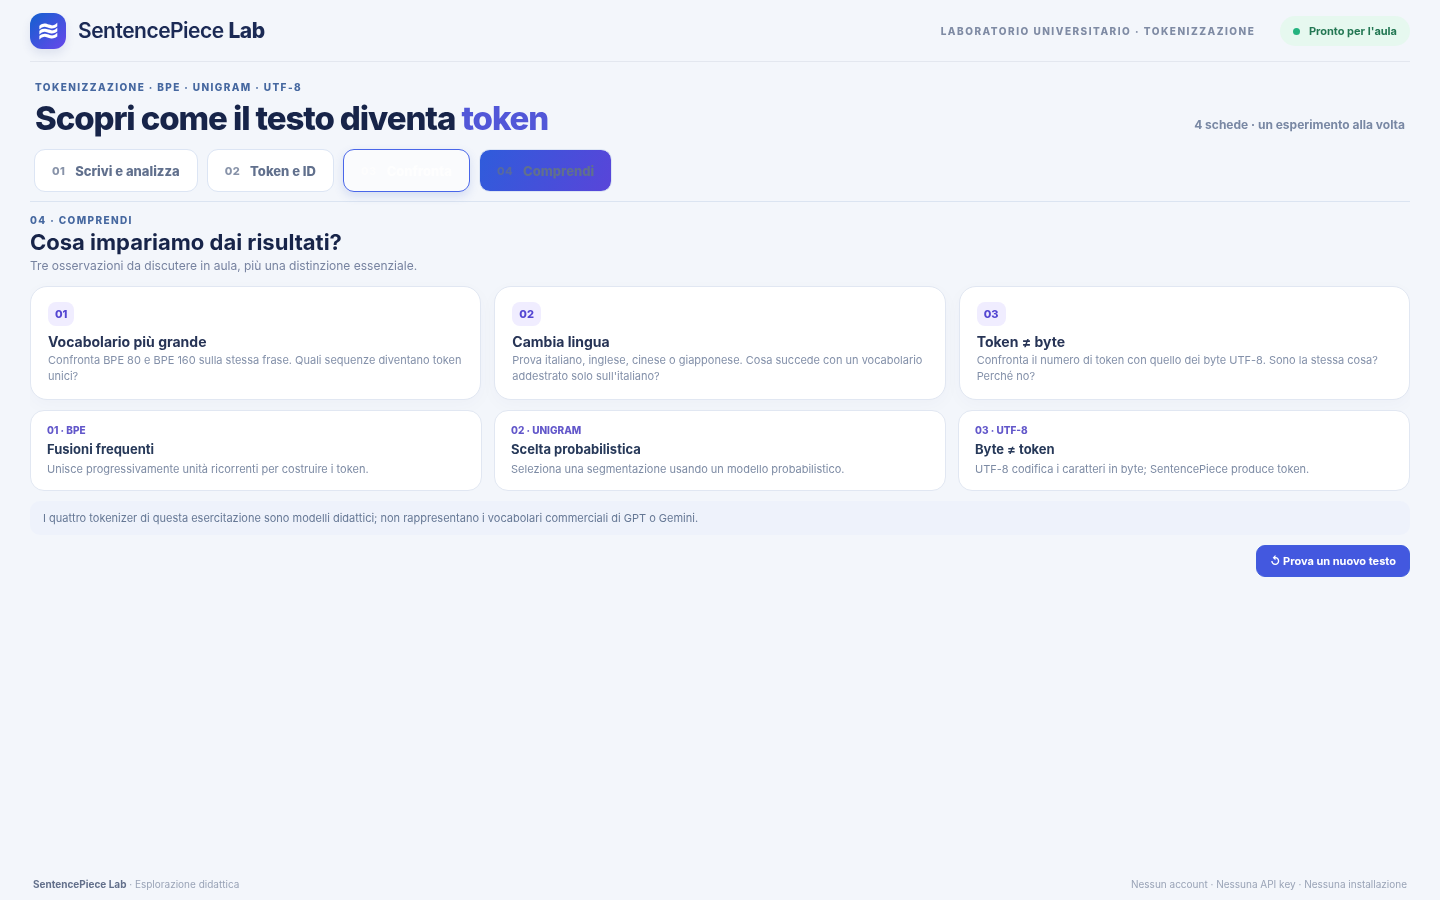 SentencePiece Lab
LABORATORIO UNIVERSITARIO · TOKENIZZAZIONE
Pronto per l'aula
TOKENIZZAZIONE · BPE · UNIGRAM · UTF-8
Scopri come il testo diventa token
4 schede · un esperimento alla volta
01 Scrivi e analizza
02 Token e ID
04 Comprendi
04 · COMPRENDI
Cosa impariamo dai risultati?
Tre osservazioni da discutere in aula, più una distinzione essenziale.
01
Vocabolario più grande
Confronta BPE 80 e BPE 160 sulla stessa frase. Quali sequenze diventano token
unici?
02
Cambia lingua
Prova italiano, inglese, cinese o giapponese. Cosa succede con un vocabolario
addestrato solo sull'italiano?
03
Token ≠ byte
Confronta il numero di token con quello dei byte UTF-8. Sono la stessa cosa?
Perché no?
01 · BPE
Fusioni frequenti
Unisce progressivamente unità ricorrenti per costruire i token.
02 · UNIGRAM
Scelta probabilistica
Seleziona una segmentazione usando un modello probabilistico.
03 · UTF-8
Byte ≠ token
UTF-8 codifica i caratteri in byte; SentencePiece produce token.
I quattro tokenizer di questa esercitazione sono modelli didattici; non rappresentano i vocabolari commerciali di GPT o Gemini.
↺ Prova un nuovo testo
SentencePiece Lab · Esplorazione didattica
Nessun account · Nessuna API key · Nessuna installazione